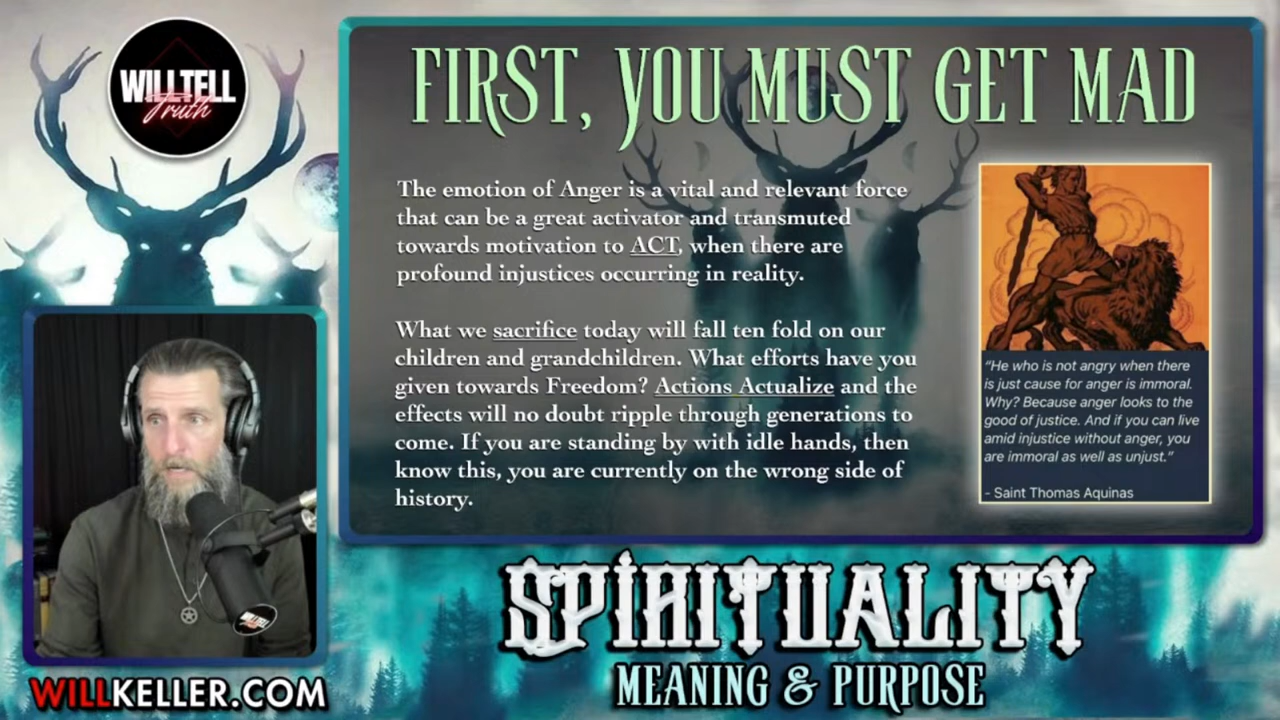 WILLTELL
Truth
FIRST, YOU MUST GET MAD
The emotion of Anger is a vital and relevant force
that can be a great activator and transmuted
towards motivation to ACT, when there are
profound injustices occurring in reality.
What we sacrifice today will fall ten fold on our
children and grandchildren. What efforts have you
given towards Freedom? Actions Actualize and the
effects will no doubt ripple through generations to
come. If you are standing by with idle hands, then
know this, you are currently on the wrong side of
history.
“He who is not angry when there
is just cause for anger is immoral.
Why? Because anger looks to the
good of justice. And if you can live
amid injustice without anger, you
are immoral as well as unjust.”
- Saint Thomas Aquinas
WILLTELL
WILLKELLER.COM
SPIRITUALITY
MEANING & PURPOSE